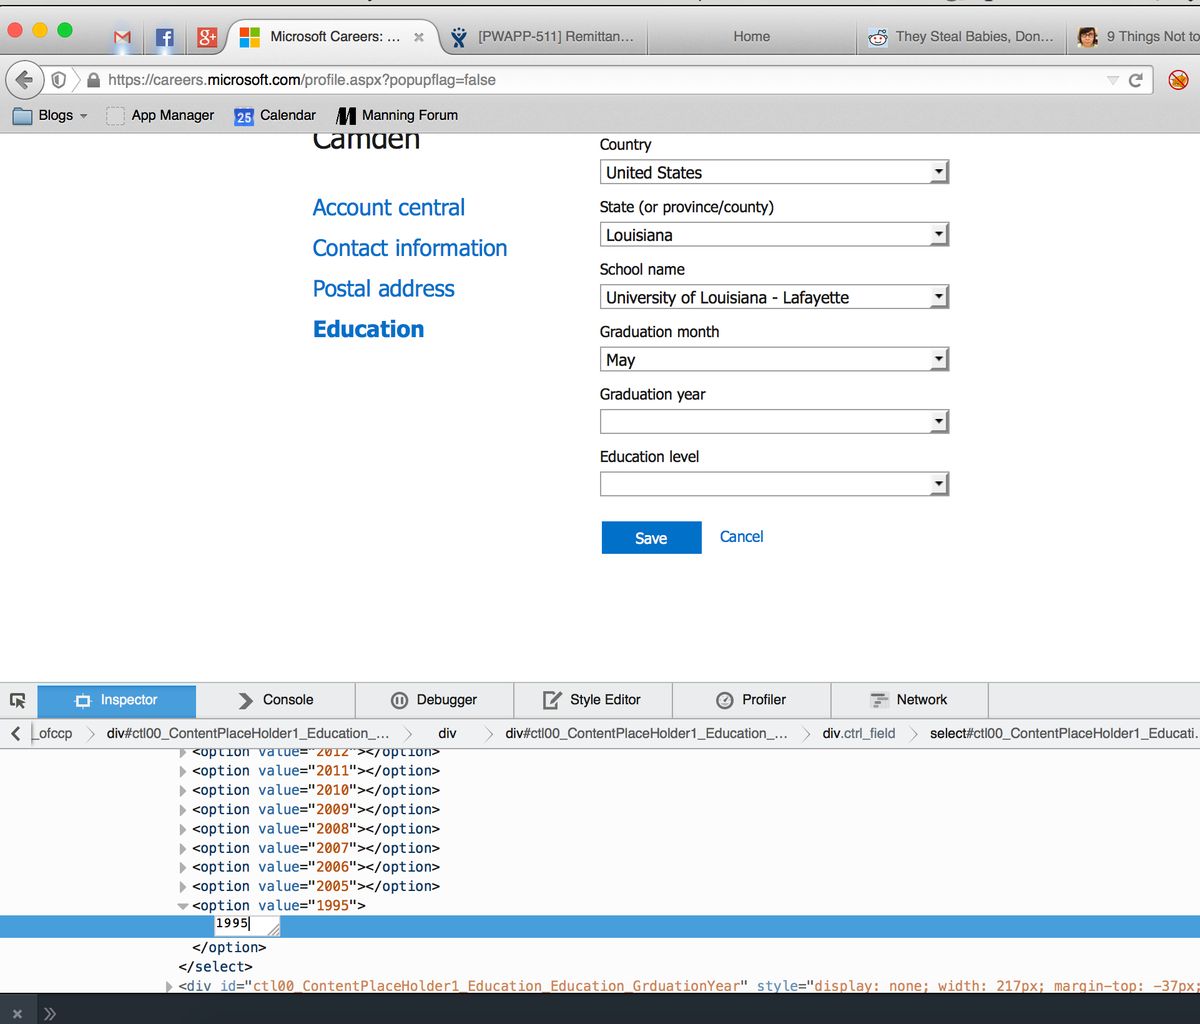 Microsoft Careers: ...
[PWAPP-511] Remittan...
Home
They Steal Babies, Don...
9 Things Not to
https://careers.microsoft.com/profile.aspx?popupflag=false
Blogs
App Manager
25 Calendar
Manning Forum
Camden
Account central
Contact information
Postal address
Education
Country
United States
State (or province/county)
Louisiana
School name
University of Louisiana - Lafayette
Graduation month
May
Graduation year
Education level
Save Cancel
Inspector
Console
Debugger
Style Editor
Profiler
Network
_ofccp
div#ctl00_ContentPlaceHolder1_Education_...
div
div#ctl00_ContentPlaceHolder1_Education_...
div.ctrl_field
select#ctl00_ContentPlaceHolder1_Educati...
<option value="2012"></option>
<option value="2011"></option>
<option value="2010"></option>
<option value="2009"></option>
<option value="2008"></option>
<option value="2007"></option>
<option value="2006"></option>
<option value="2005"></option>
<option value="1995">
1995
</option>
</select>
<div id="ctl00_ContentPlaceHolder1_Education_Education_GrduationYear" style="display: none; width: 217px; margin-top: -37px;